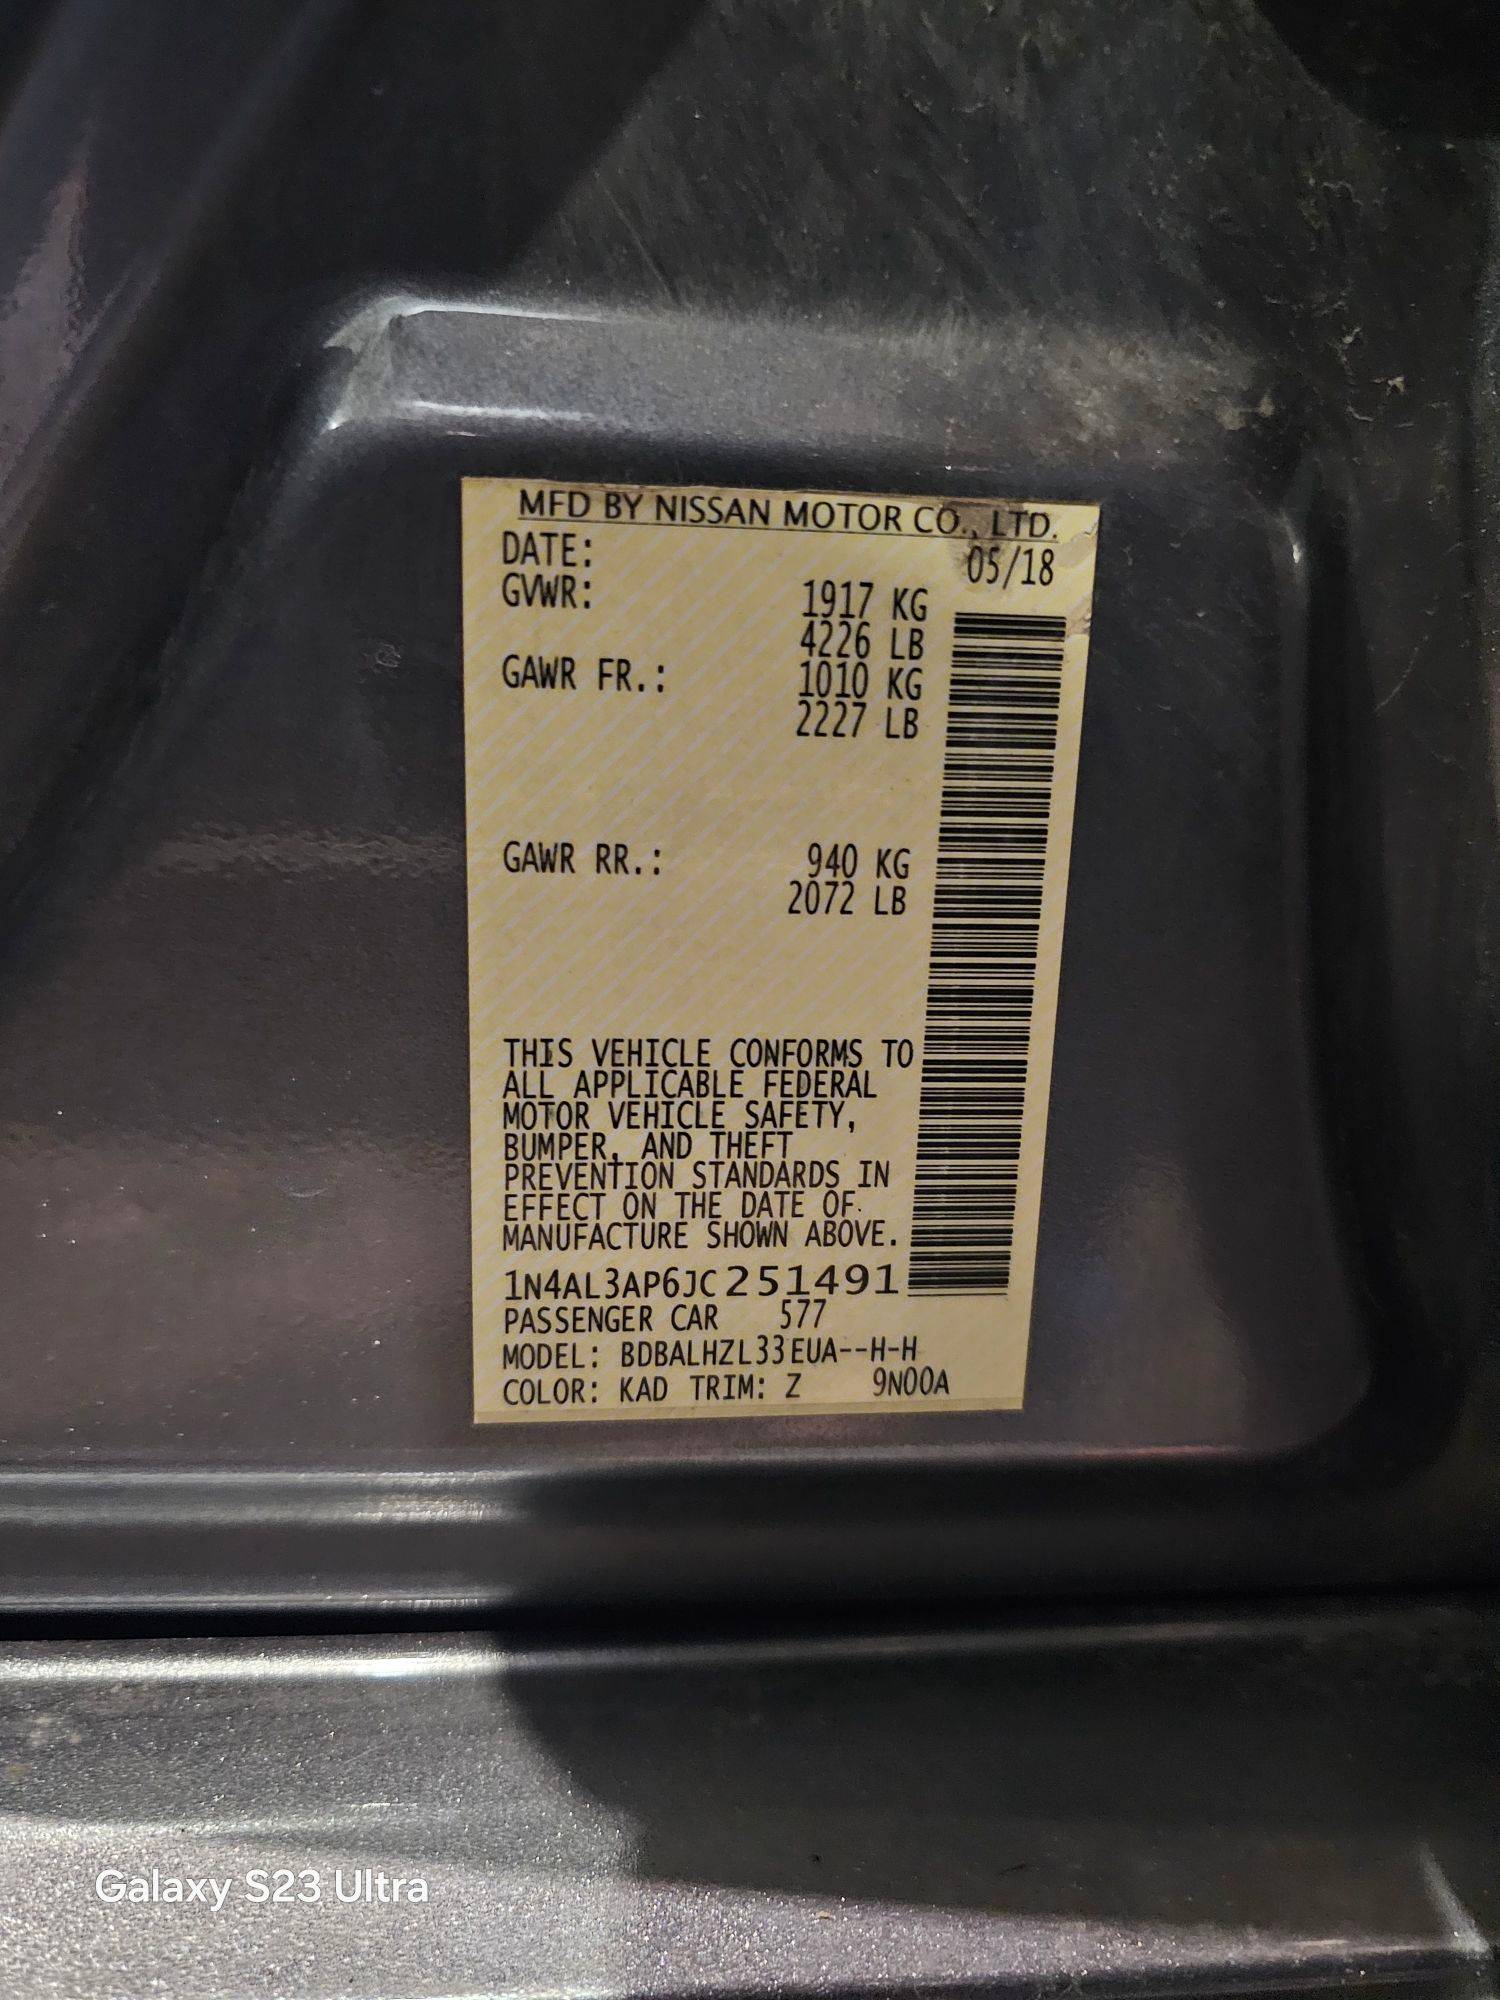 MFD BY NISSAN MOTOR CO., LTD.
DATE: 05/18
GVWR: 1917 KG
4226 LB
GAWR FR.: 1010 KG
2227 LB
GAWR RR.: 940 KG
2072 LB
THIS VEHICLE CONFORMS TO
ALL APPLICABLE FEDERAL
MOTOR VEHICLE SAFETY,
BUMPER, AND THEFT
PREVENTION STANDARDS IN
EFFECT ON THE DATE OF
MANUFACTURE SHOWN ABOVE.
1N4AL3AP6JC251491
PASSENGER CAR 577
MODEL: BDBALHZL33EUA--H-H
COLOR: KAD TRIM: Z 9N00A
Galaxy S23 Ultra